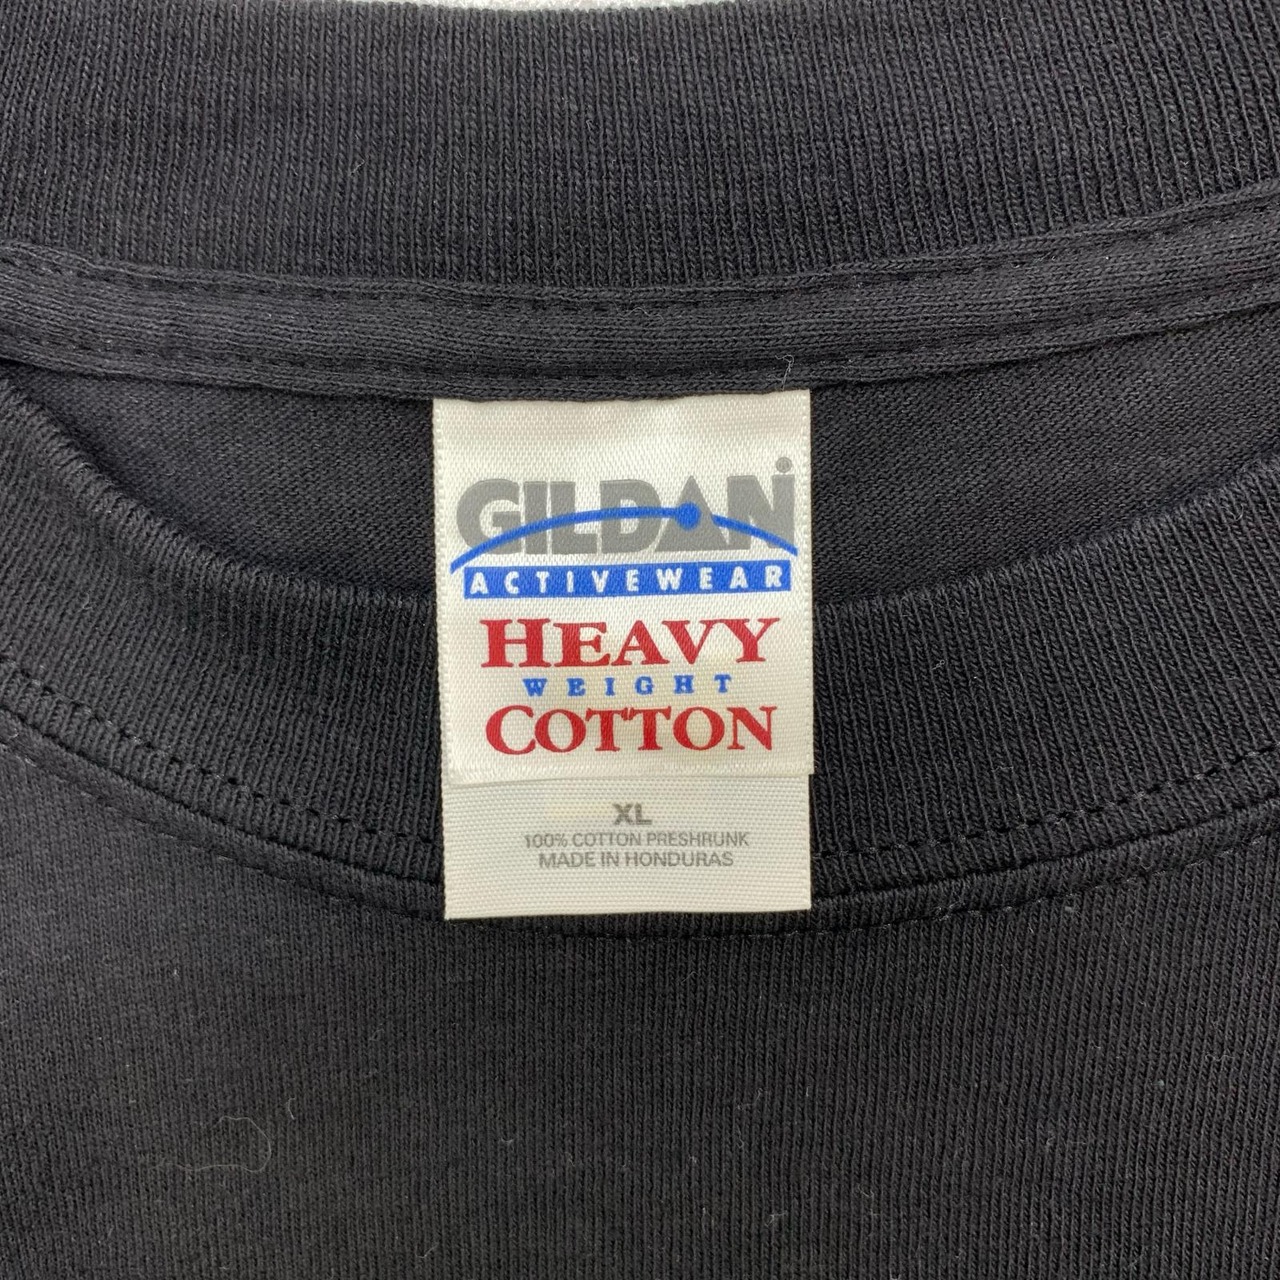 GILDAN
ACTIVEWEAR
HEAVY
WEIGHT
COTTON
XL
100% COTTON PRESHRUNK
MADE IN HONDURAS